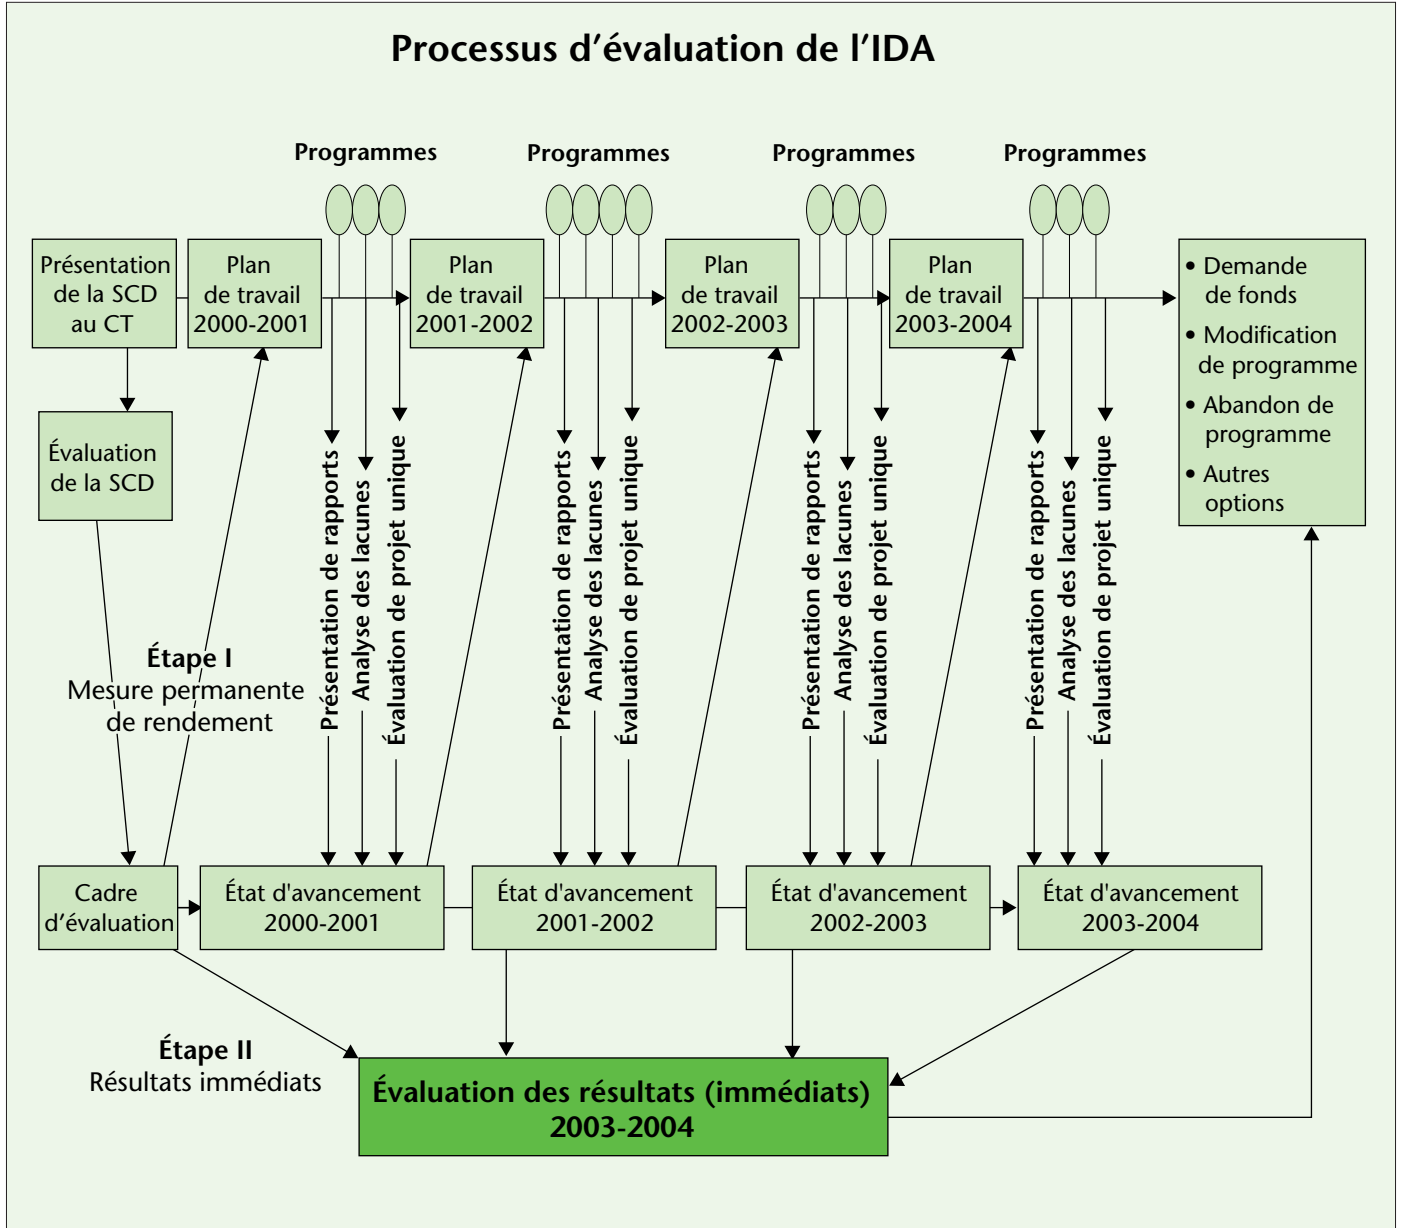 Processus d'évaluation de l'IDA
Programmes
Programmes
Programmes
Programmes
Présentation
de la SCD
au CT
Plan
de travail
2000-2001
Plan
de travail
2001-2002
Plan
de travail
2002-2003
Plan
de travail
2003-2004
• Demande
de fonds
• Modification
de programme
• Abandon de
programme
• Autres
options
Évaluation
de la SCD
Présentation de rapports
Analyse des lacunes
Évaluation de projet unique
Présentation de rapports
Analyse des lacunes
Évaluation de projet unique
Présentation de rapports
Analyse des lacunes
Évaluation de projet unique
Présentation de rapports
Analyse des lacunes
Évaluation de projet unique
Étape I
Mesure permanente
de rendement
Cadre
d'évaluation
État d'avancement
2000-2001
État d'avancement
2001-2002
État d'avancement
2002-2003
État d'avancement
2003-2004
Étape II
Résultats immédiats
Évaluation des résultats (immédiats)
2003-2004